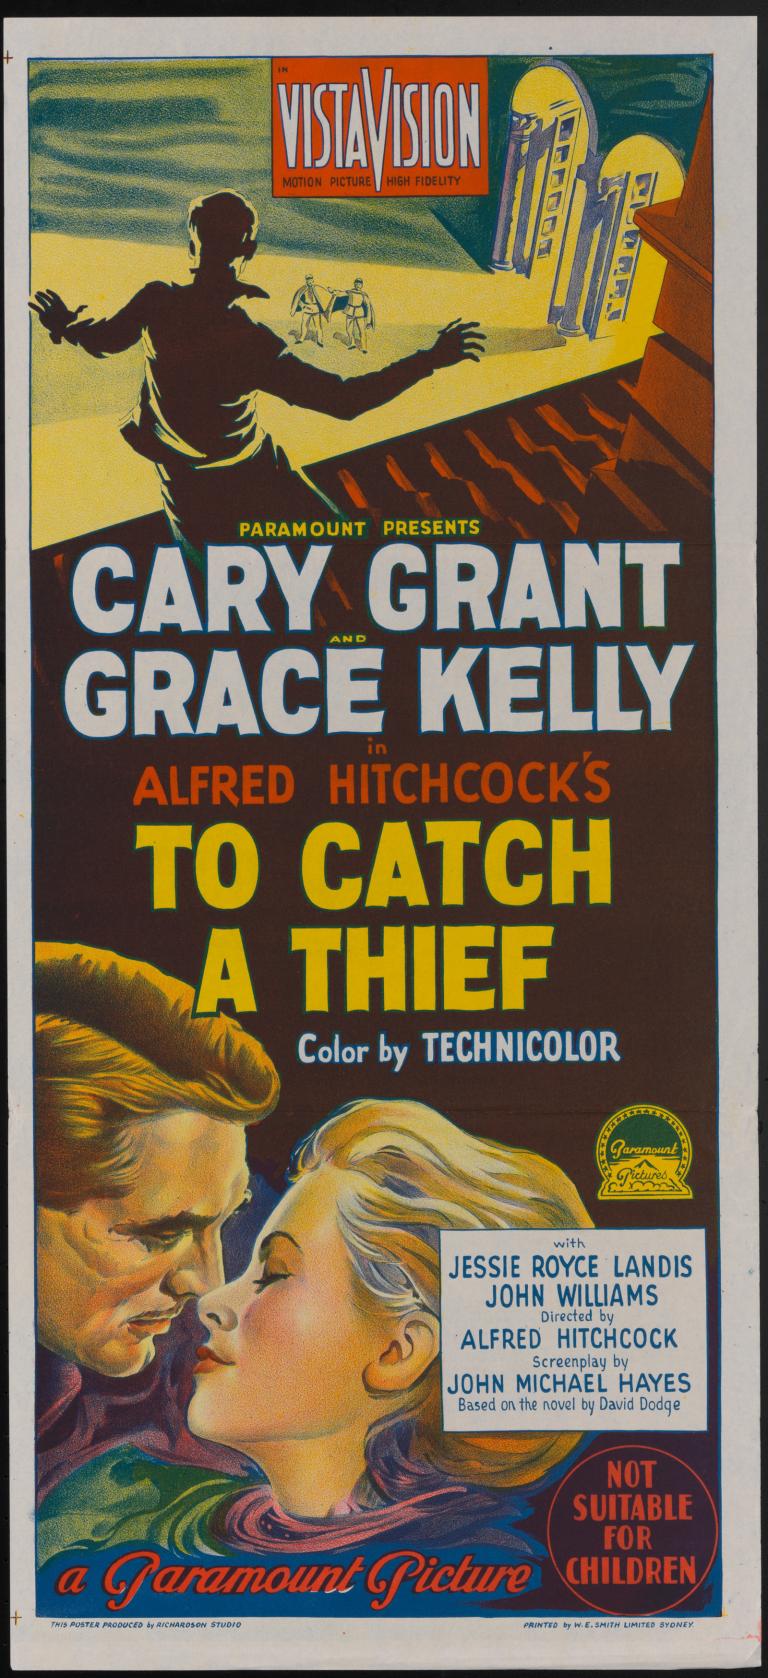 IN
VISTAVISION
MOTION PICTURE HIGH FIDELITY
PARAMOUNT PRESENTS
CARY GRANT
AND
GRACE KELLY
in
ALFRED HITCHCOCK'S
TO CATCH
A THIEF
Color by TECHNICOLOR
Paramount
Pictures
with
JESSIE ROYCE LANDIS
JOHN WILLIAMS
Directed by
ALFRED HITCHCOCK
Screenplay by
JOHN MICHAEL HAYES
Based on the novel by David Dodge
NOT
SUITABLE
FOR
CHILDREN
a Paramount Picture
THIS POSTER PRODUCED by RICHARDSON STUDIO
PRINTED by W. E. SMITH LIMITED SYDNEY.